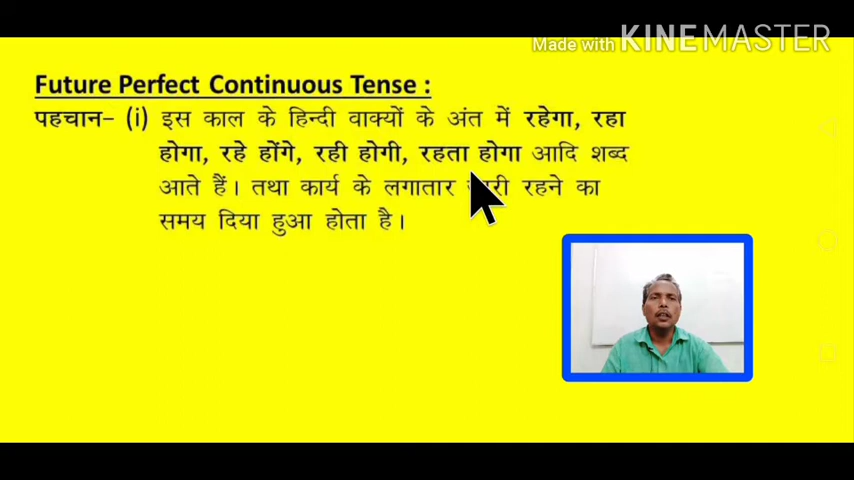 Made with KINEMASTER
Future Perfect Continuous Tense :
पहचान– (i) इस काल के हिन्दी वाक्यों के अंत में रहेगा, रहा
होगा, रहे होंगे, रही होगी, रहता होगा आदि शब्द
आते हैं। तथा कार्य के लगातार रहने का
समय दिया हुआ होता है।